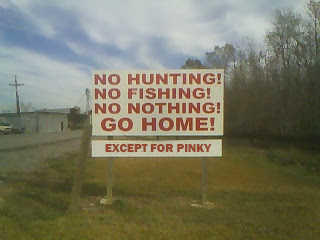 NO HUNTING!
NO FISHING!
NO NOTHING!
GO HOME!
EXCEPT FOR PINKY